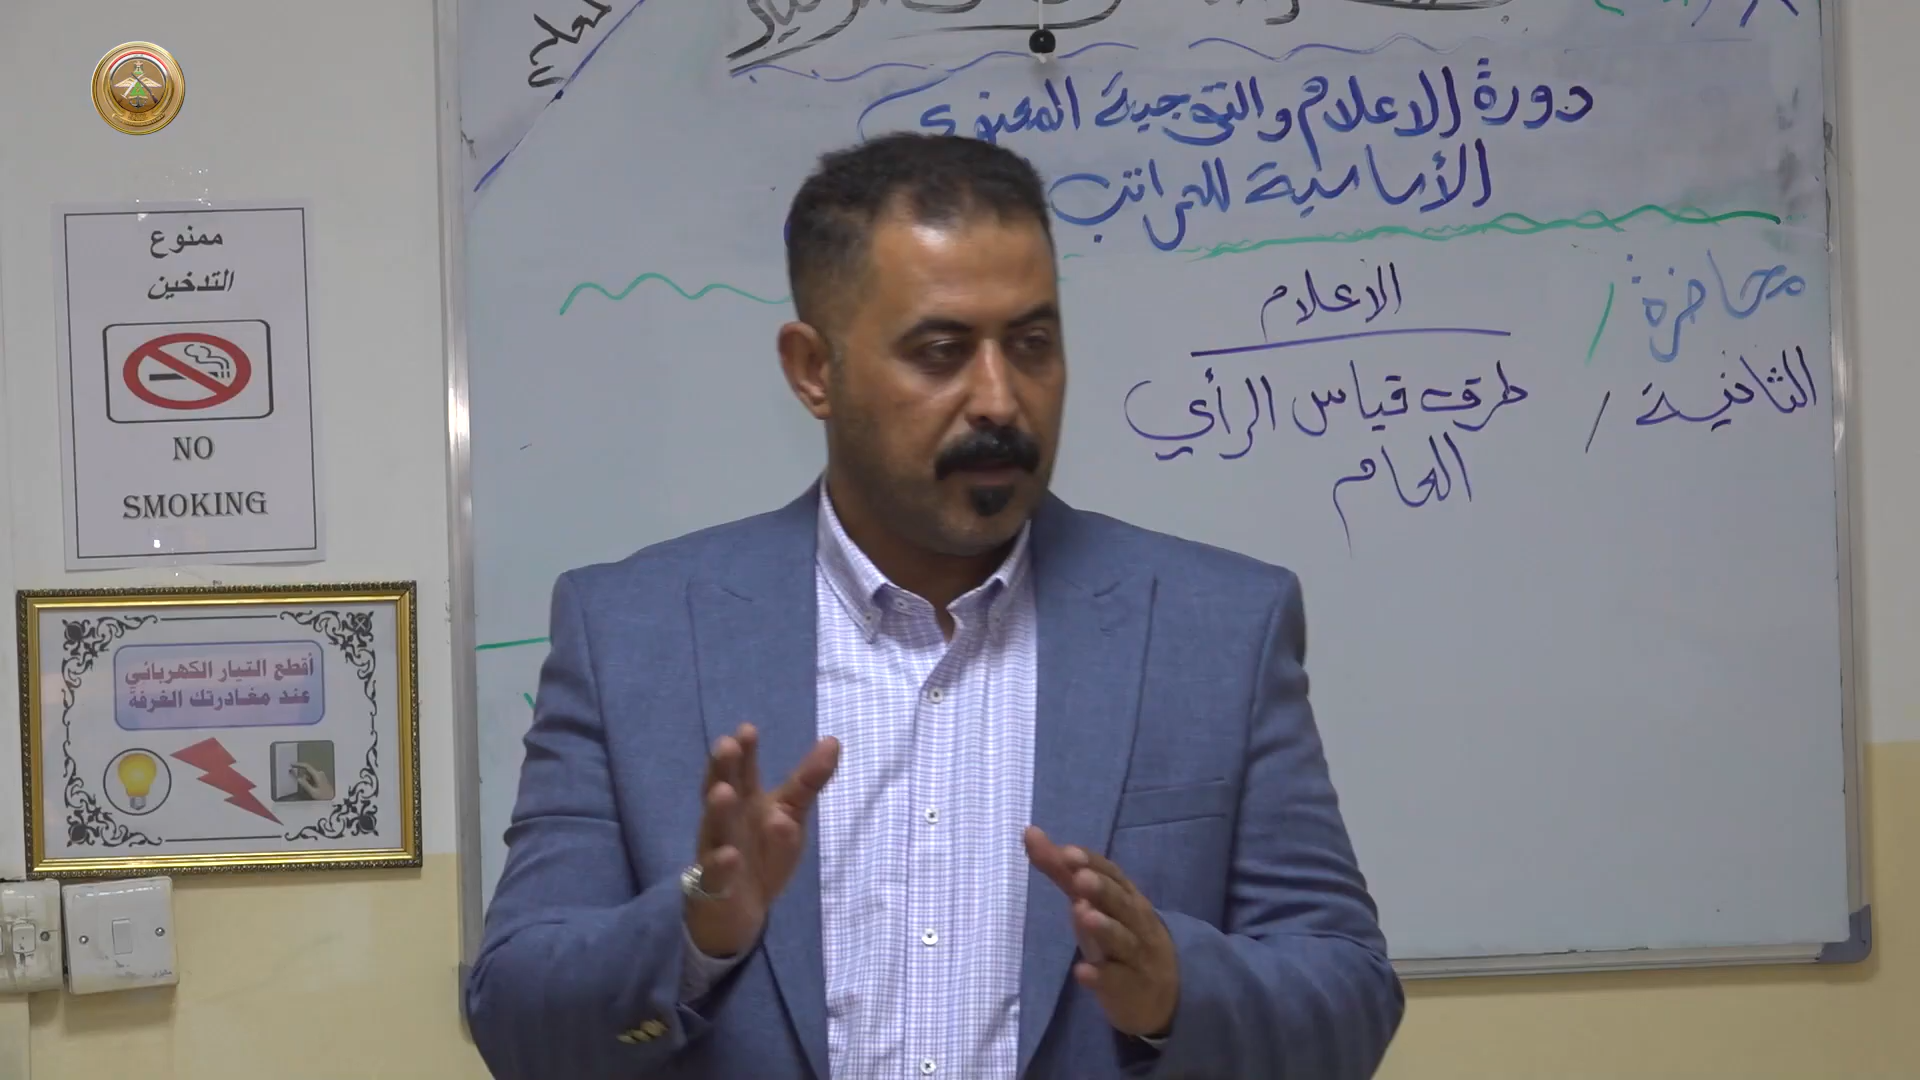 دورة الاعلام والتوجية المعنوي
الأساسية للمراتب
محاضرة /
الثانية /
الاعلام
طرق قياس الرأي
العام
ممنوع
التدخين
NO
SMOKING
أقطع التيار الكهربائي
عند مغادرتك الغرفة